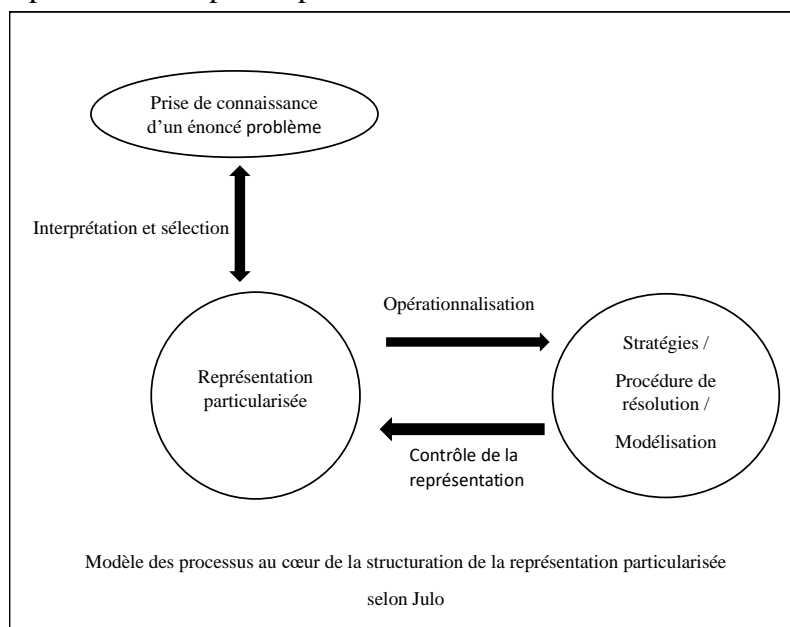 Prise de connaissance
d’un énoncé problème
Interprétation et sélection
Opérationnalisation
Représentation
particularisée
Stratégies /
Procédure de
résolution /
Modélisation
Contrôle de la
représentation
Modèle des processus au cœur de la structuration de la représentation particularisée
selon Julo